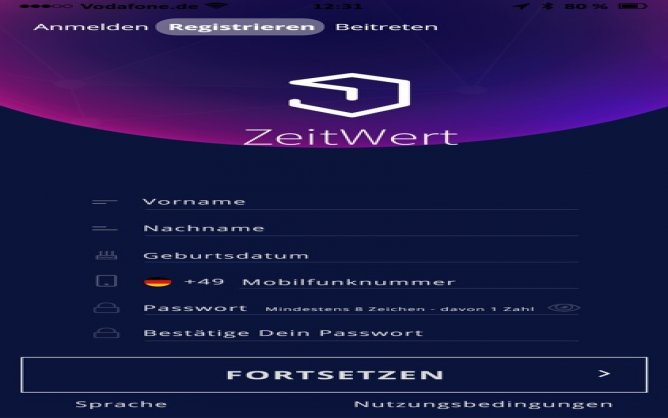 Vodafone.de 12:31 80 %
Anmelden Registrieren Beitreten
ZeitWert
Vorname
Nachname
Geburtsdatum
+49 Mobilfunknummer
Passwort Mindestens 8 Zeichen - davon 1 Zahl
Bestätige Dein Passwort
FORTSETZEN >
Sprache Nutzungsbedingungen